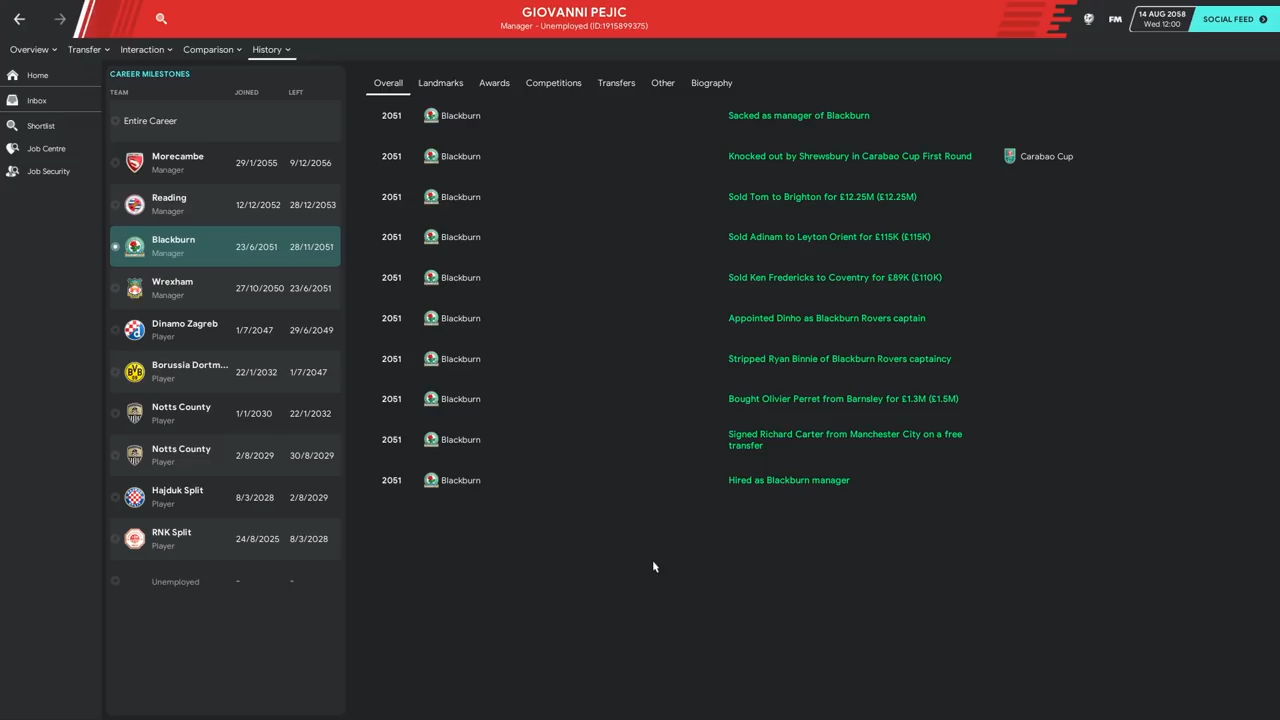 GIOVANNI PEJIC
Manager - Unemployed (ID:1915899375)
FM
14 AUG 2058
Wed 12:00
SOCIAL FEED
Overview
Transfer
Interaction
Comparison
History
Home
Inbox
Shortlist
Job Centre
Job Security
CAREER MILESTONES
TEAM JOINED LEFT
Entire Career
Morecambe
Manager
29/1/2055 9/12/2056
Reading
Manager
12/12/2052 28/12/2053
Blackburn
Manager
23/6/2051 28/11/2051
Wrexham
Manager
27/10/2050 23/6/2051
Dinamo Zagreb
Player
1/7/2047 29/6/2049
Borussia Dortm...
Player
22/1/2032 1/7/2047
Notts County
Player
1/1/2030 22/1/2032
Notts County
Player
2/8/2029 30/8/2029
Hajduk Split
Player
8/3/2028 2/8/2029
RNK Split
Player
24/8/2025 8/3/2028
Unemployed - -
Overall Landmarks Awards Competitions Transfers Other Biography
2051 Blackburn Sacked as manager of Blackburn
2051 Blackburn Knocked out by Shrewsbury in Carabao Cup First Round Carabao Cup
2051 Blackburn Sold Tom to Brighton for £12.25M (£12.25M)
2051 Blackburn Sold Adinam to Leyton Orient for £115K (£115K)
2051 Blackburn Sold Ken Fredericks to Coventry for £89K (£110K)
2051 Blackburn Appointed Dinho as Blackburn Rovers captain
2051 Blackburn Stripped Ryan Binnie of Blackburn Rovers captaincy
2051 Blackburn Bought Olivier Perret from Barnsley for £1.3M (£1.5M)
2051 Blackburn Signed Richard Carter from Manchester City on a free
transfer
2051 Blackburn Hired as Blackburn manager